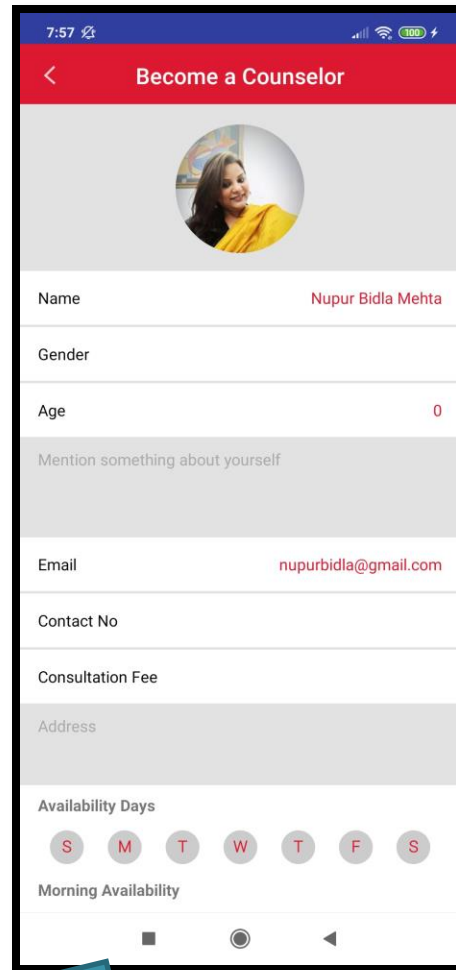 7:57 100
Become a Counselor
Name Nupur Bidla Mehta
Gender
Age 0
Mention something about yourself
Email nupurbidla@gmail.com
Contact No
Consultation Fee
Address
Availability Days
S M T W T F S
Morning Availability